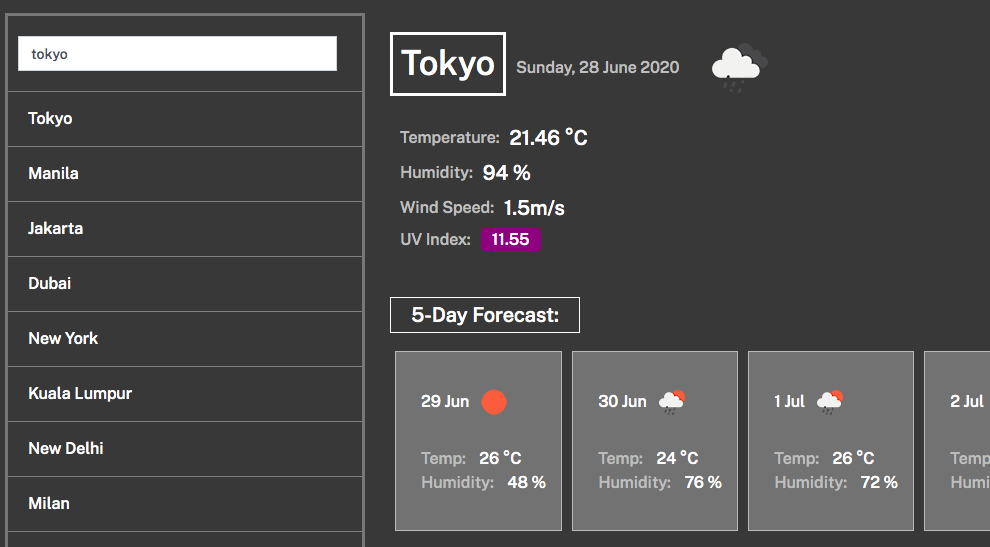 tokyo
Tokyo
Manila
Jakarta
Dubai
New York
Kuala Lumpur
New Delhi
Milan
Tokyo Sunday, 28 June 2020
Temperature: 21.46 °C
Humidity: 94 %
Wind Speed: 1.5m/s
UV Index: 11.55
5-Day Forecast:
29 Jun
Temp: 26 °C
Humidity: 48 %
30 Jun
Temp: 24 °C
Humidity: 76 %
1 Jul
Temp: 26 °C
Humidity: 72 %
2 Jul
Temp
Humi